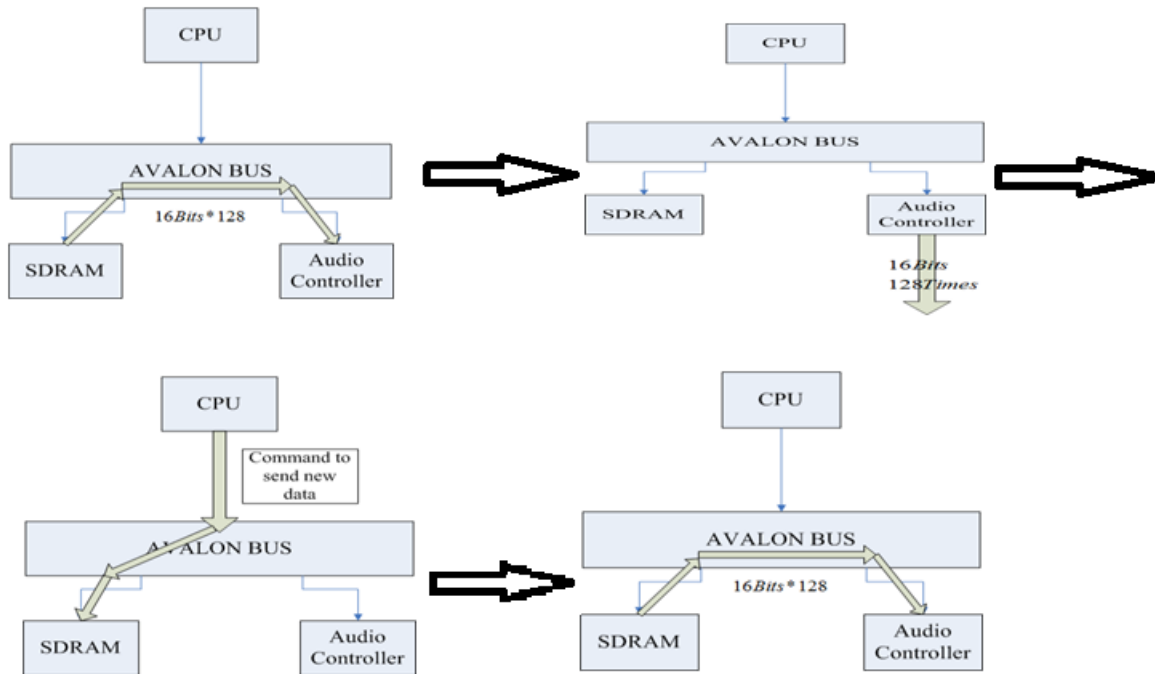 CPU
AVALON BUS
16Bits*128
SDRAM
Audio
Controller
CPU
AVALON BUS
SDRAM
Audio
Controller
16Bits
128Times
CPU
Command to
send new
data
AVALON BUS
SDRAM
Audio
Controller
CPU
AVALON BUS
16Bits*128
SDRAM
Audio
Controller